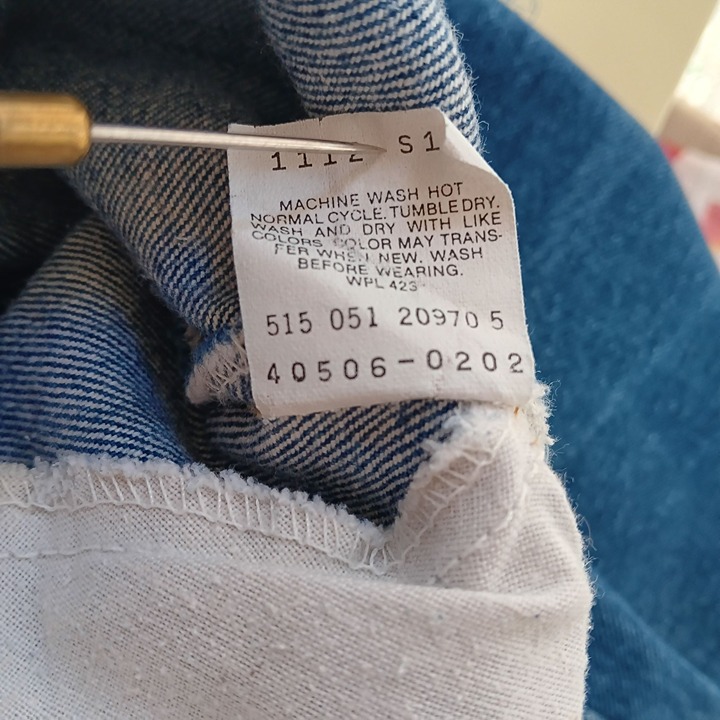 1112 S1
MACHINE WASH HOT
NORMAL CYCLE. TUMBLE DRY.
WASH AND DRY WITH LIKE
COLORS COLOR MAY TRANS-
FER WHEN NEW. WASH
BEFORE WEARING.
WPL 423
515 051 20970 5
40506-0202